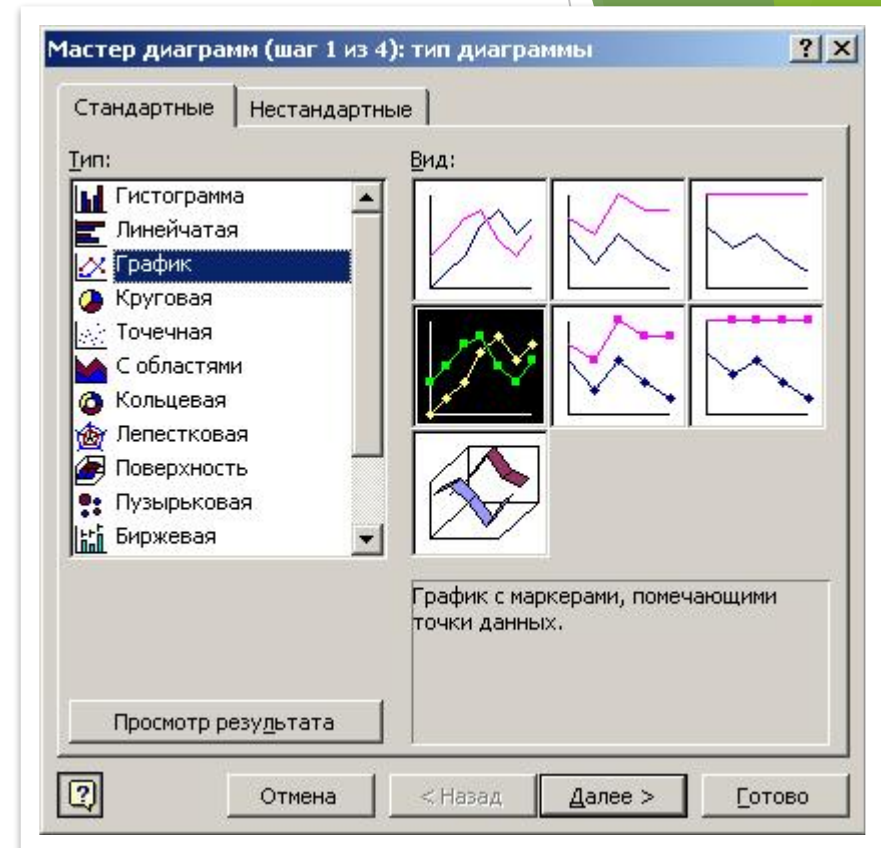 Мастер диаграмм (шаг 1 из 4): тип диаграммы
Стандартные Нестандартные
Тип:
Гистограмма
Линейчатая
График
Круговая
Точечная
С областями
Кольцевая
Лепестковая
Поверхность
Пузырьковая
Биржевая
Вид:
График с маркерами, помечающими
точки данных.
Просмотр результата
Отмена < Назад Далее > Готово